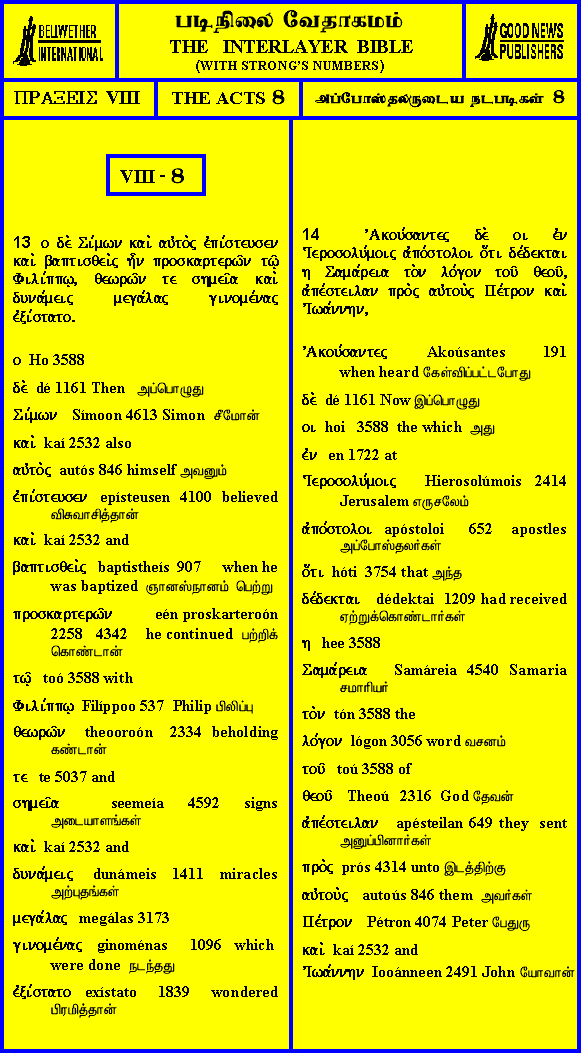 BELLWETHER
INTERNATIONAL
படிநிலை வேதாகமம்
THE INTERLAYER BIBLE
(WITH STRONG'S NUMBERS)
GOOD NEWS
PUBLISHERS
ΠΡΑΞΕΙΣ VIII
THE ACTS 8
அப்போஸ்தலருடைய நடபடிகள் 8
VIII - 8
13 ο δὲ Σίμων καὶ αὐτὸς ἐπίστευσεν
καὶ βαπτισθεὶς ἦν προσκαρτερῶν τῷ
Φιλίππῳ, θεωρῶν τε σημεῖα καὶ
δυνάμεις μεγάλας γινομένας
ἐξίστατο.
ο Ho 3588
δὲ dé 1161 Then அப்பொழுது
Σίμων Símoon 4613 Simon சீமோன்
καὶ kaí 2532 also
αὐτὸς autós 846 himself அவனும்
ἐπίστευσεν epísteusen 4100 believed
விசுவாசித்தான்
καὶ kaí 2532 and
βαπτισθεὶς baptistheís 907 when he
was baptized ஞானஸ்நானம் பெற்று
προσκαρτερῶν eén proskarteroón
2258 4342 he continued பற்றிக்
கொண்டான்
τῷ toó 3588 with
Φιλίππῳ Filíppoo 537 Philip பிலிப்பு
θεωρῶν theooroón 2334 beholding
கண்டான்
τε te 5037 and
σημεῖα seemeía 4592 signs
அடையாளங்கள்
καὶ kaí 2532 and
δυνάμεις dunámeis 1411 miracles
அற்புதங்கள்
μεγάλας megálas 3173
γινομένας ginoménas 1096 which
were done நடந்தது
ἐξίστατο exístato 1839 wondered
பிரமித்தான்
14 Ἀκούσαντες δὲ οι ἐν
Ἱεροσολύμοις ἀπόστολοι ὅτι δέδεκται
η Σαμάρεια τὸν λόγον τοῦ θεοῦ,
ἀπέστειλαν πρὸς αὐτοὺς Πέτρον καὶ
Ἰωάννην,
Ἀκούσαντες Akoúsantes 191
when heard கேள்விப்பட்டபோது
δὲ dé 1161 Now இப்பொழுது
οι hoi 3588 the which அது
ἐν en 1722 at
Ἱεροσολύμοις Hierosolúmois 2414
Jerusalem எருசலேம்
ἀπόστολοι apóstoloi 652 apostles
அப்போஸ்தலர்கள்
ὅτι hóti 3754 that அந்த
δέδεκται dédektai 1209 had received
ஏற்றுக்கொண்டார்கள்
η hee 3588
Σαμάρεια Samáreia 4540 Samaria
சமாரியர்
τὸν tón 3588 the
λόγον lógon 3056 word வசனம்
τοῦ toú 3588 of
θεοῦ Theoú 2316 God தேவன்
ἀπέστειλαν apésteilan 649 they sent
அனுப்பினார்கள்
πρὸς prós 4314 unto இடத்திற்கு
αὐτοὺς autoús 846 them அவர்கள்
Πέτρον Pétron 4074 Peter பேதுரு
καὶ kaí 2532 and
Ἰωάννην Iooánneen 2491 John யோவான்